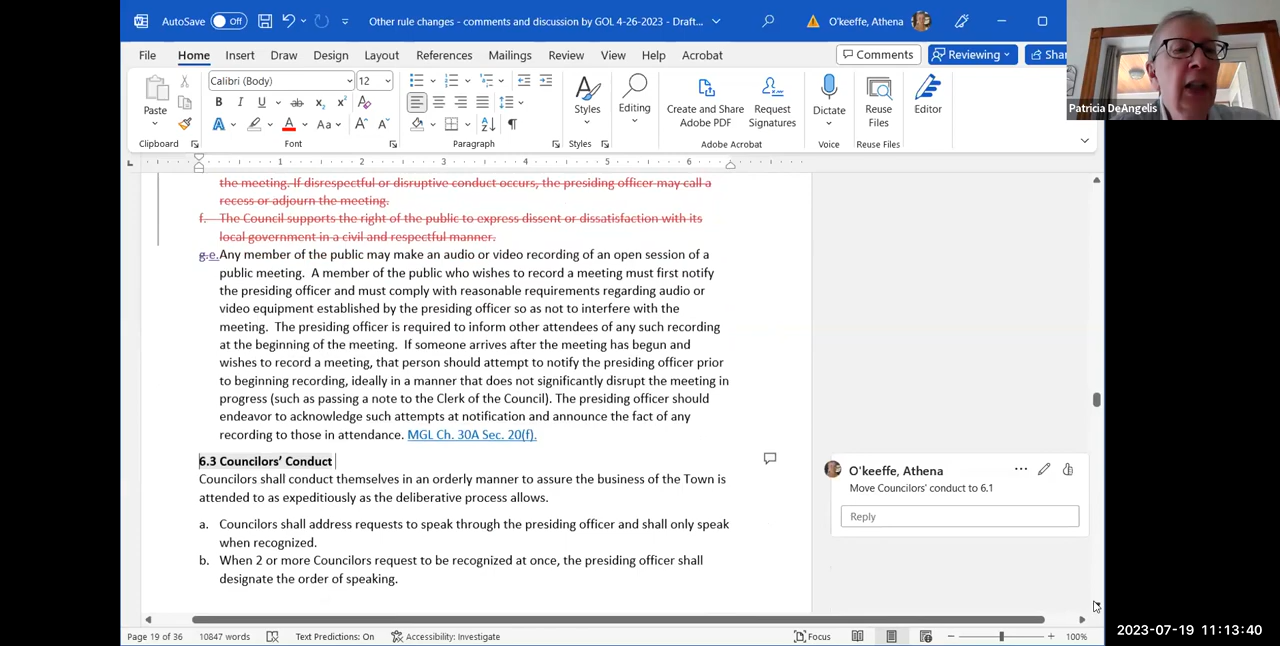 AutoSave Off Other rule changes - comments and discussion by GOL 4-26-2023 - Draft... O'keeffe, Athena
File Home Insert Draw Design Layout References Mailings Review View Help Acrobat Comments Reviewing Shar
Patricia DeAngelis
Paste
Calibri (Body) 12
Styles
Editing
Create and Share Adobe PDF
Request Signatures
Dictate
Reuse Files
Editor
Clipboard Font Paragraph Styles Adobe Acrobat Voice Reuse Files
1 2 3 4 5 6
the meeting. If disrespectful or disruptive conduct occurs, the presiding officer may call a
recess or adjourn the meeting.
f. The Council supports the right of the public to express dissent or dissatisfaction with its
local government in a civil and respectful manner.
g.e. Any member of the public may make an audio or video recording of an open session of a
public meeting. A member of the public who wishes to record a meeting must first notify
the presiding officer and must comply with reasonable requirements regarding audio or
video equipment established by the presiding officer so as not to interfere with the
meeting. The presiding officer is required to inform other attendees of any such recording
at the beginning of the meeting. If someone arrives after the meeting has begun and
wishes to record a meeting, that person should attempt to notify the presiding officer prior
to beginning recording, ideally in a manner that does not significantly disrupt the meeting in
progress (such as passing a note to the Clerk of the Council). The presiding officer should
endeavor to acknowledge such attempts at notification and announce the fact of any
recording to those in attendance. MGL Ch. 30A Sec. 20(f).
6.3 Councilors' Conduct
Councilors shall conduct themselves in an orderly manner to assure the business of the Town is
attended to as expeditiously as the deliberative process allows.
a. Councilors shall address requests to speak through the presiding officer and shall only speak
when recognized.
b. When 2 or more Councilors request to be recognized at once, the presiding officer shall
designate the order of speaking.
O'keeffe, Athena
Move Councilors' conduct to 6.1
Reply
Page 19 of 36 10847 words Text Predictions: On Accessibility: Investigate Focus 100%
2023-07-19 11:13:40